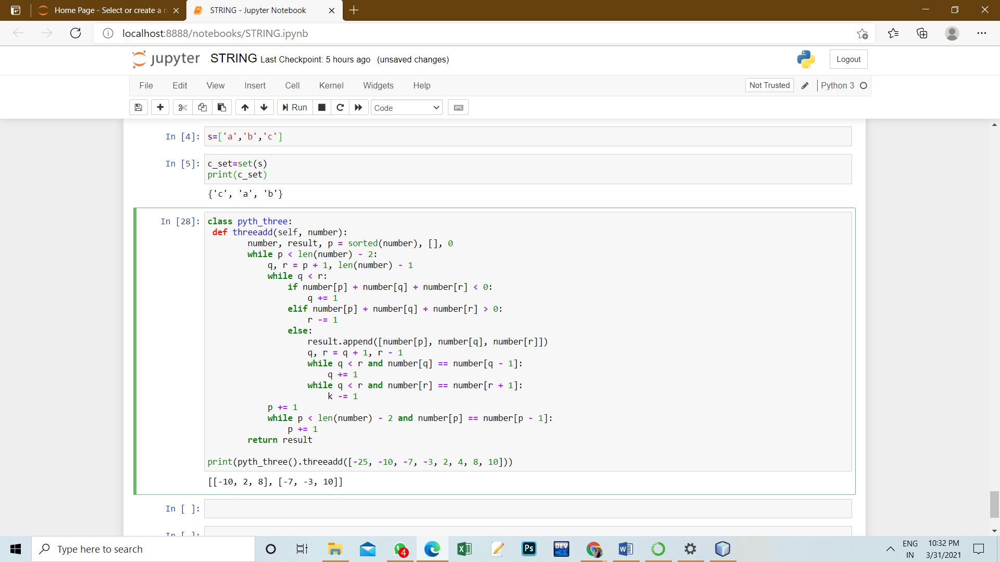 Home Page - Select or create a n
STRING - Jupyter Notebook
localhost:8888/notebooks/STRING.ipynb
jupyter STRING Last Checkpoint: 5 hours ago (unsaved changes)
Logout
File Edit View Insert Cell Kernel Widgets Help
Not Trusted Python 3
Run Code
In [4]: s=['a','b','c']
In [5]: c_set=set(s)
print(c_set)
{'c', 'a', 'b'}
In [28]: class pyth_three:
def threeadd(self, number):
number, result, p = sorted(number), [], 0
while p < len(number) - 2:
q, r = p + 1, len(number) - 1
while q < r:
if number[p] + number[q] + number[r] < 0:
q += 1
elif number[p] + number[q] + number[r] > 0:
r -= 1
else:
result.append([number[p], number[q], number[r]])
q, r = q + 1, r - 1
while q < r and number[q] == number[q - 1]:
q += 1
while q < r and number[r] == number[r + 1]:
k -= 1
p += 1
while p < len(number) - 2 and number[p] == number[p - 1]:
p += 1
return result
print(pyth_three().threeadd([-25, -10, -7, -3, 2, 4, 8, 10]))
[[-10, 2, 8], [-7, -3, 10]]
In [ ]:
In [ ]:
Type here to search
4
Ps
DEV
C++
ENG
IN
10:32 PM
3/31/2021